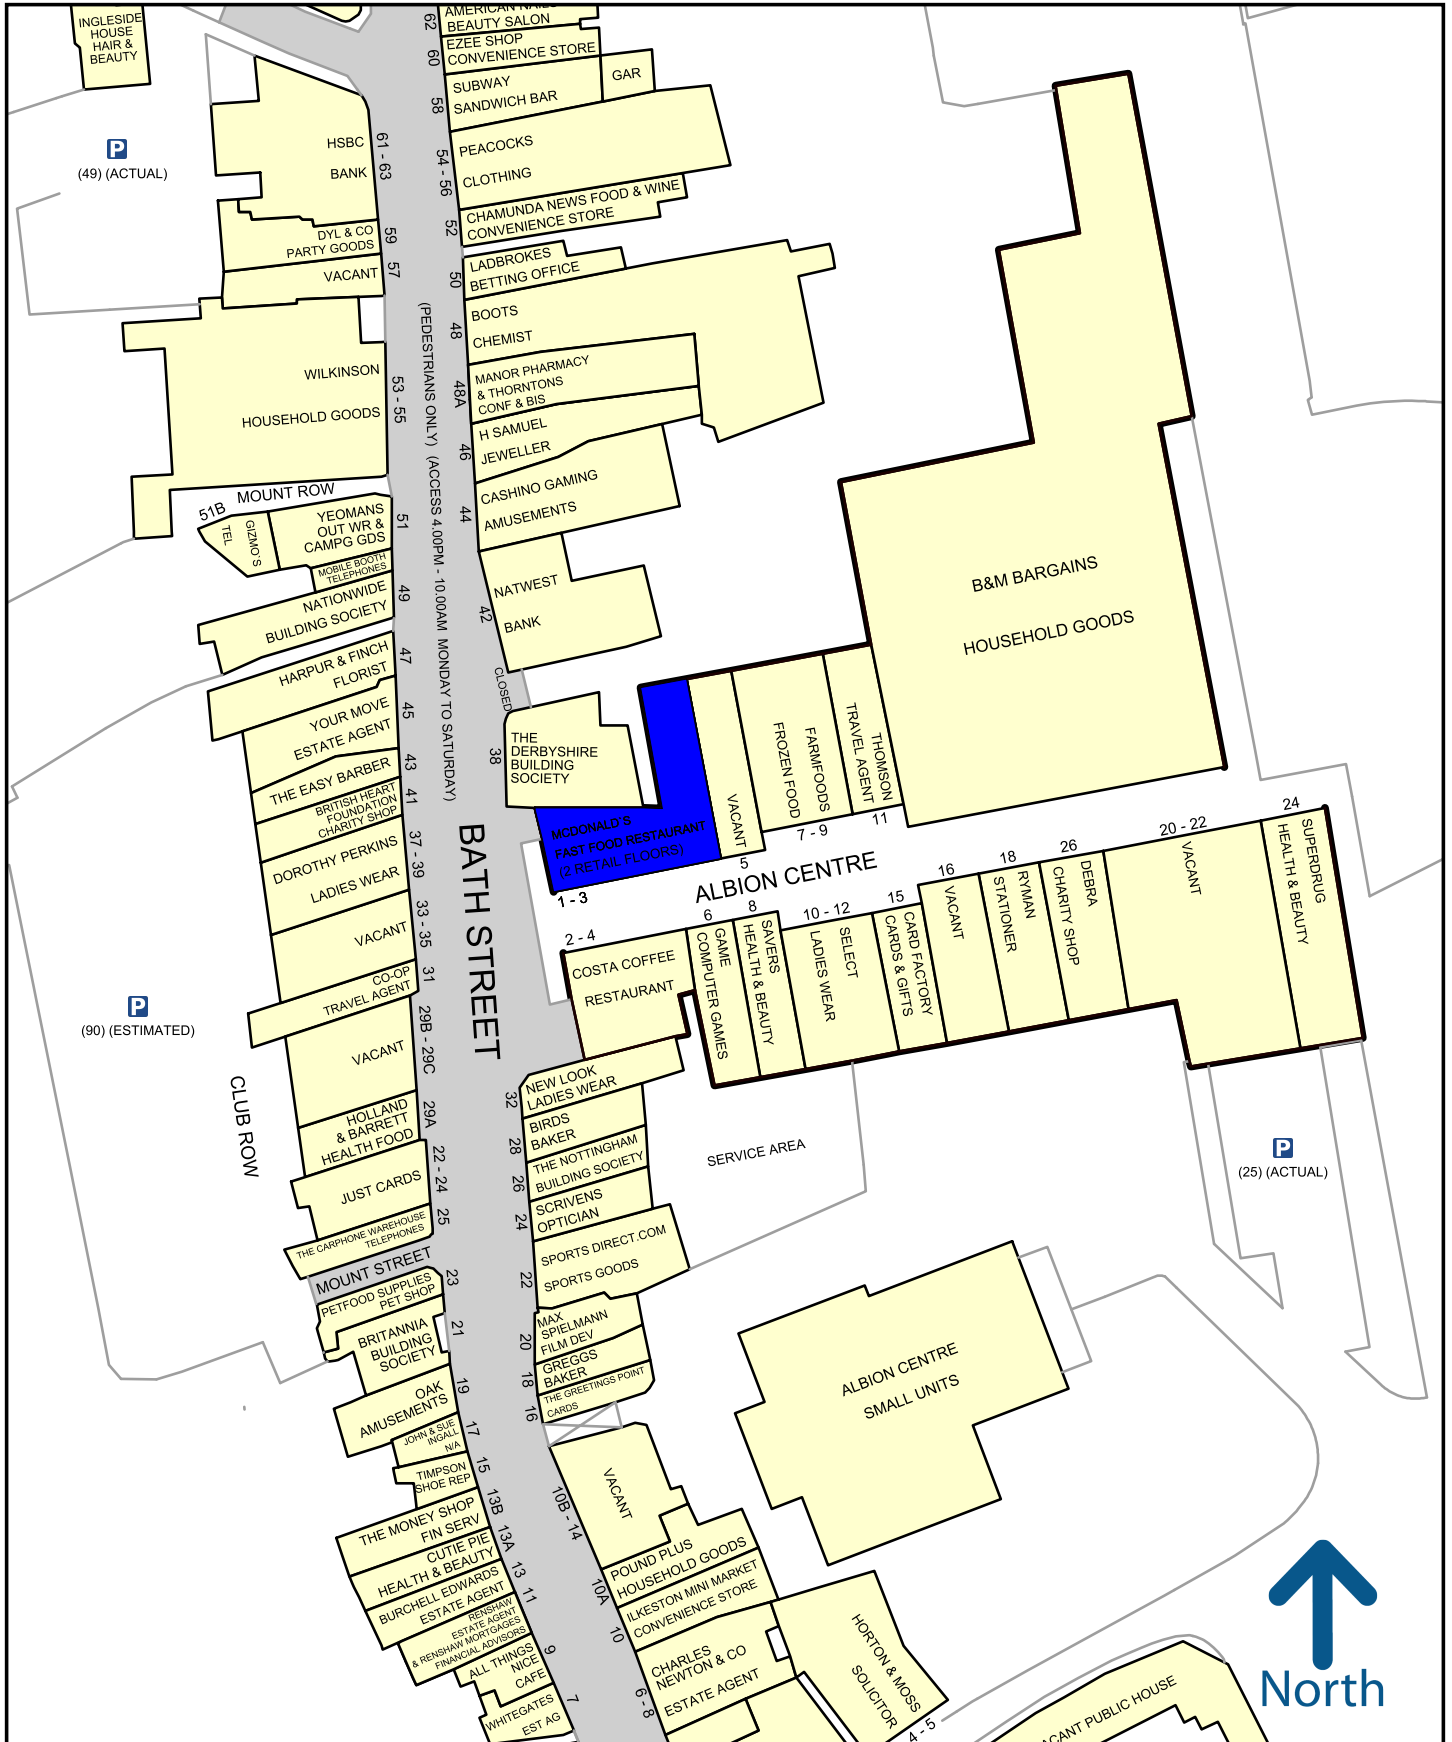 INGLESIDE
HOUSE
HAIR &
BEAUTY
62
AMERICAN NAILS
BEAUTY SALON
60
EZEE SHOP
CONVENIENCE STORE
58
SUBWAY
SANDWICH BAR
GAR
P
(49) (ACTUAL)
HSBC
BANK
61 - 63
54 - 56
PEACOCKS
CLOTHING
52
CHAMUNDA NEWS FOOD & WINE
CONVENIENCE STORE
DYL & CO
PARTY GOODS
59
VACANT
57
50
LADBROKES
BETTING OFFICE
48
BOOTS
CHEMIST
WILKINSON
HOUSEHOLD GOODS
53 - 55
48A
MANOR PHARMACY
& THORNTONS
CONF & BIS
46
H SAMUEL
JEWELLER
44
CASHINO GAMING
AMUSEMENTS
(PEDESTRIANS ONLY) (ACCESS 4.00PM - 10.00AM MONDAY TO SATURDAY)
MOUNT ROW
51B
TEL
GIZMO`S
YEOMANS
OUT WR &
CAMPG GDS
51
MOBILE BOOTH
TELEPHONES
NATIONWIDE
BUILDING SOCIETY
49
42
NATWEST
BANK
HARPUR & FINCH
FLORIST
47
CLOSED
YOUR MOVE
ESTATE AGENT
45
38
THE
DERBYSHIRE
BUILDING
SOCIETY
THE EASY BARBER
43
BRITISH HEART
FOUNDATION
CHARITY SHOP
41
DOROTHY PERKINS
LADIES WEAR
37 - 39
B&M BARGAINS
HOUSEHOLD GOODS
MCDONALD'S
FAST FOOD RESTAURANT
(2 RETAIL FLOORS)
1 - 3
VACANT
5
FARMFOODS
FROZEN FOOD
7 - 9
THOMSON
TRAVEL AGENT
11
ALBION CENTRE
BATH STREET
VACANT
33 - 35
CO-OP
TRAVEL AGENT
31
VACANT
29B - 29C
2 - 4
COSTA COFFEE
RESTAURANT
6
GAME
COMPUTER GAMES
8
SAVERS
HEALTH & BEAUTY
10 - 12
SELECT
LADIES WEAR
15
CARD FACTORY
CARDS & GIFTS
16
VACANT
18
RYMAN
STATIONER
26
DEBRA
CHARITY SHOP
20 - 22
VACANT
24
SUPERDRUG
HEALTH & BEAUTY
P
(90) (ESTIMATED)
CLUB ROW
HOLLAND
& BARRETT
HEALTH FOOD
29A
JUST CARDS
22 - 24
THE CARPHONE WAREHOUSE
TELEPHONES
25
MOUNT STREET
32
NEW LOOK
LADIES WEAR
28
BIRDS
BAKER
26
THE NOTTINGHAM
BUILDING SOCIETY
24
SCRIVENS
OPTICIAN
22
SPORTS DIRECT.COM
SPORTS GOODS
SERVICE AREA
P
(25) (ACTUAL)
PETFOOD SUPPLIES
PET SHOP
23
BRITANNIA
BUILDING
SOCIETY
21
OAK
AMUSEMENTS
19
JOHN & SUE
INGALL
N/A
17
TIMPSON
SHOE REP
15
20
MAX
SPIELMANN
FILM DEV
18
GREGGS
BAKER
16
THE GREETINGS POINT
CARDS
ALBION CENTRE
SMALL UNITS
THE MONEY SHOP
FIN SERV
13B
CUTIE PIE
HEALTH & BEAUTY
13A
BURCHELL EDWARDS
ESTATE AGENT
13
RENSHAW
ESTATE AGENT
& RENSHAW MORTGAGES
FINANCIAL ADVISORS
11
ALL THINGS
NICE
CAFE
9
WHITEGATES
EST AG
7
10B - 14
VACANT
10A
POUND PLUS
HOUSEHOLD GOODS
10
ILKESTON MINI MARKET
CONVENIENCE STORE
6 - 8
CHARLES
NEWTON & CO
ESTATE AGENT
HORTON & MOSS
SOLICITOR
4 - 5
ACANT PUBLIC HOUSE
North